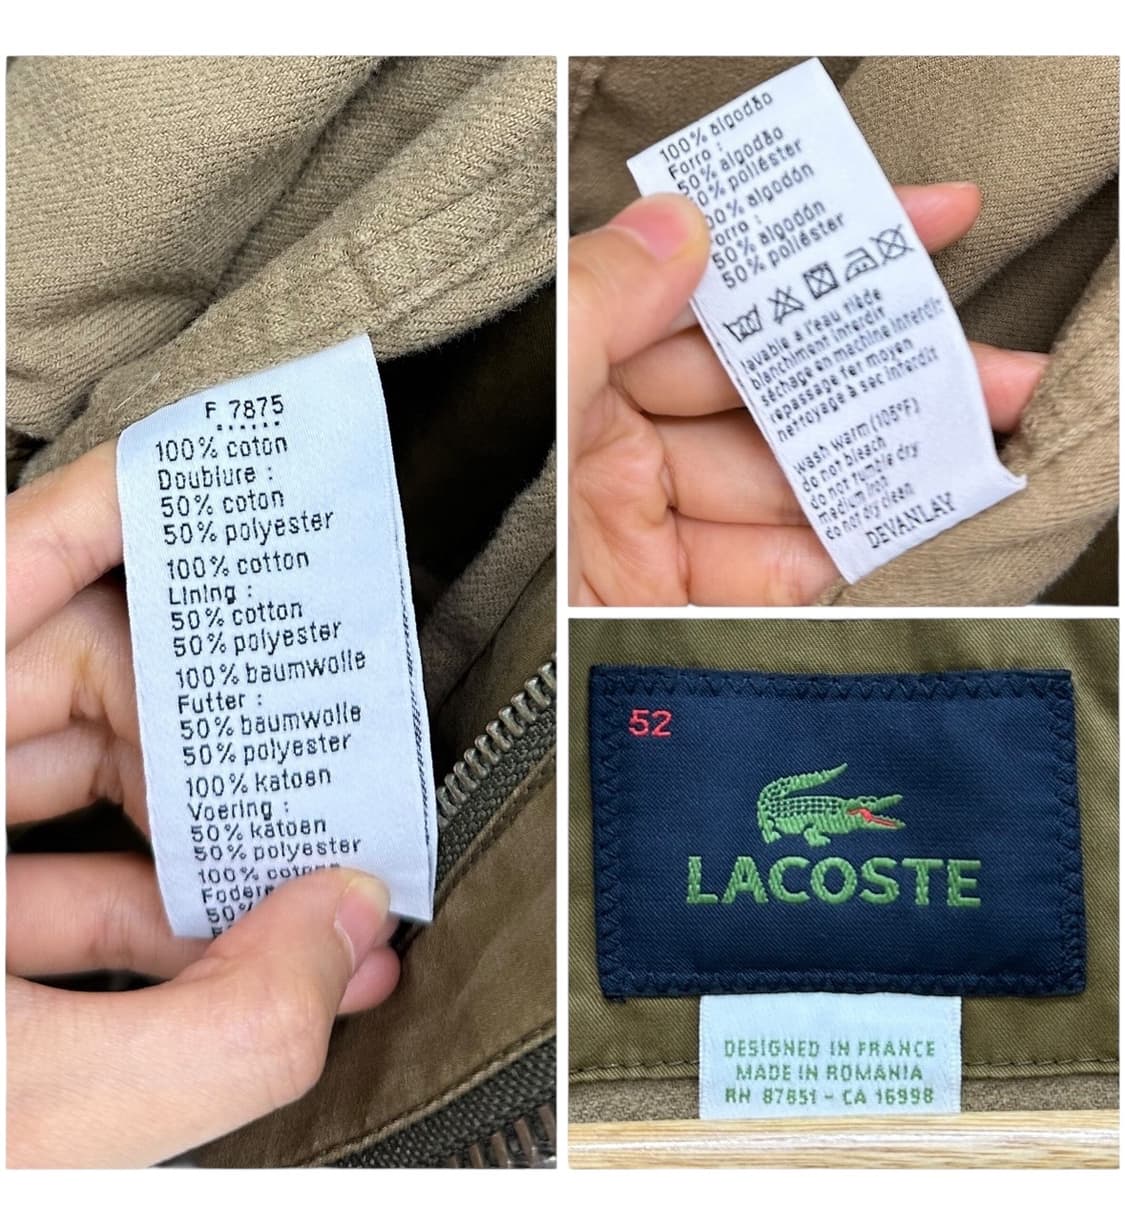 F 7875
100% coton
Doublure :
50% coton
50% polyester
100% cotton
Lining :
50% cotton
50% polyester
100% baumwolle
Futter :
50% baumwolle
50% polyester
100% katoen
Voering :
50% katoen
50% polyester
100%
50%
100% algodão
Forro :
50% algodão
50% poliéster
algodón
50% algodón
50% poliéster
lavable a l'eau tiède
blanchiment interdit
séchage en machine interdit
repassage fer moyen
nettoyage à sec interdit
wash warm (105°F)
do not bleach
do not tumble dry
medium iron
do not dry clean
DEVANLAY
52
LACOSTE
DESIGNED IN FRANCE
MADE IN ROMANIA
RN 87651 - CA 16998